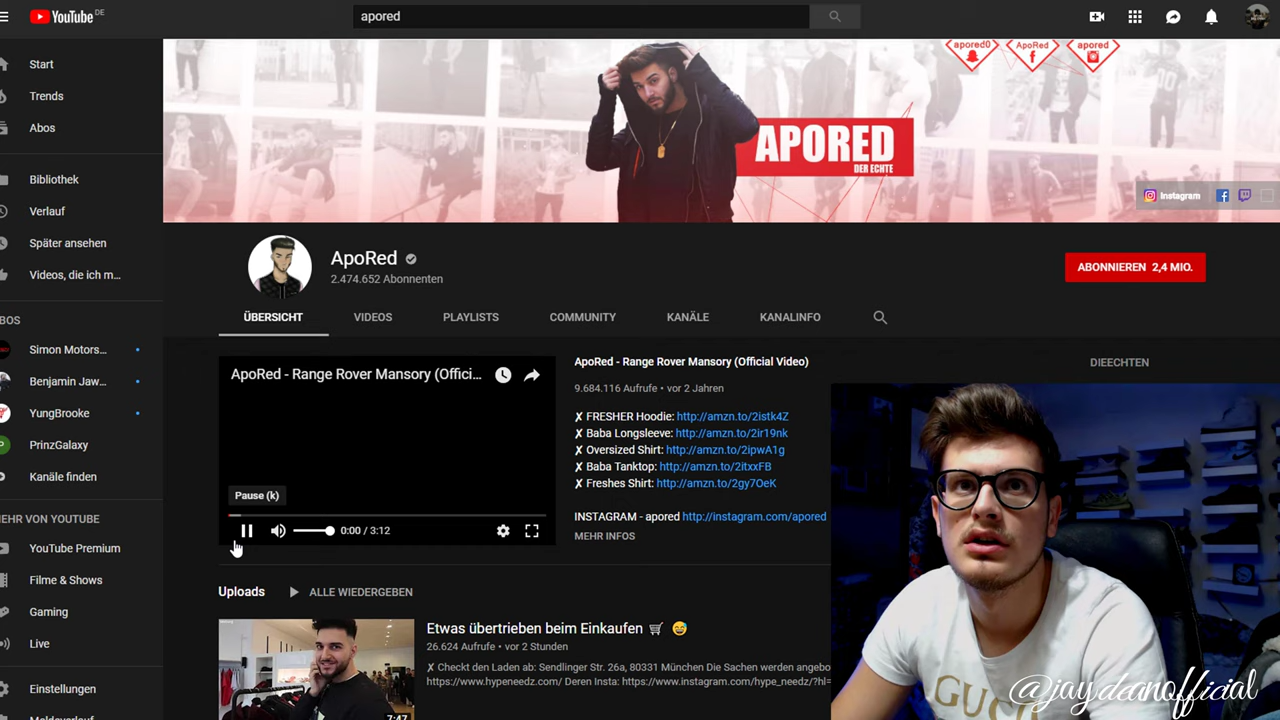 YouTube DE
apored
Start
Trends
Abos
Bibliothek
Verlauf
Später ansehen
Videos, die ich m...
BOS
Simon Motors...
Benjamin Jaw...
YungBrooke
PrinzGalaxy
Kanäle finden
MEHR VON YOUTUBE
YouTube Premium
Filme & Shows
Gaming
Live
Einstellungen
apored0
ApoRed
apored
APORED
DER ECHTE
Instagram
ApoRed
2.474.652 Abonnenten
ABONNIEREN 2,4 MIO.
ÜBERSICHT
VIDEOS
PLAYLISTS
COMMUNITY
KANÄLE
KANALINFO
ApoRed - Range Rover Mansory (Offici...
Pause (k)
0:00 / 3:12
ApoRed - Range Rover Mansory (Official Video)
9.684.116 Aufrufe • vor 2 Jahren
✗ FRESHER Hoodie: http://amzn.to/2istk4Z
✗ Baba Longsleeve: http://amzn.to/2ir19nk
✗ Oversized Shirt: http://amzn.to/2ipwA1g
✗ Baba Tanktop: http://amzn.to/2itxxFB
✗ Freshes Shirt: http://amzn.to/2gy7OeK
INSTAGRAM - apored http://instagram.com/apored
MEHR INFOS
DIEECHTEN
Uploads
ALLE WIEDERGEBEN
Etwas übertrieben beim Einkaufen 🛒 😅
26.624 Aufrufe • vor 2 Stunden
✗ Checkt den Laden ab: Sendlinger Str. 26a, 80331 München Die Sachen werden angebo
https://www.hypeneedz.com/ Deren Insta: https://www.instagram.com/hype_needz/?hl=
7:47
GUCCI
@jaydeanofficial